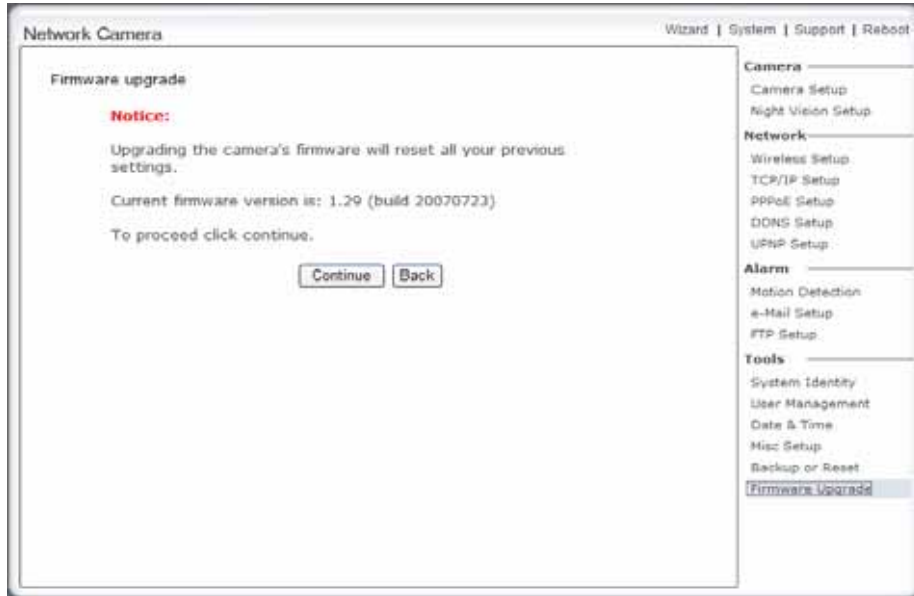 Network Camera
Wizard | System | Support | Reboot
Firmware upgrade
Notice:
Upgrading the camera's firmware will reset all your previous
settings.
Current firmware version is: 1.29 (build 20070723)
To proceed click continue.
Continue Back
Camera
Camera Setup
Night Vision Setup
Network
Wireless Setup
TCP/IP Setup
PPPoE Setup
DDNS Setup
UPNP Setup
Alarm
Motion Detection
e-Mail Setup
FTP Setup
Tools
System Identity
User Management
Date & Time
Misc Setup
Backup or Reset
Firmware Upgrade